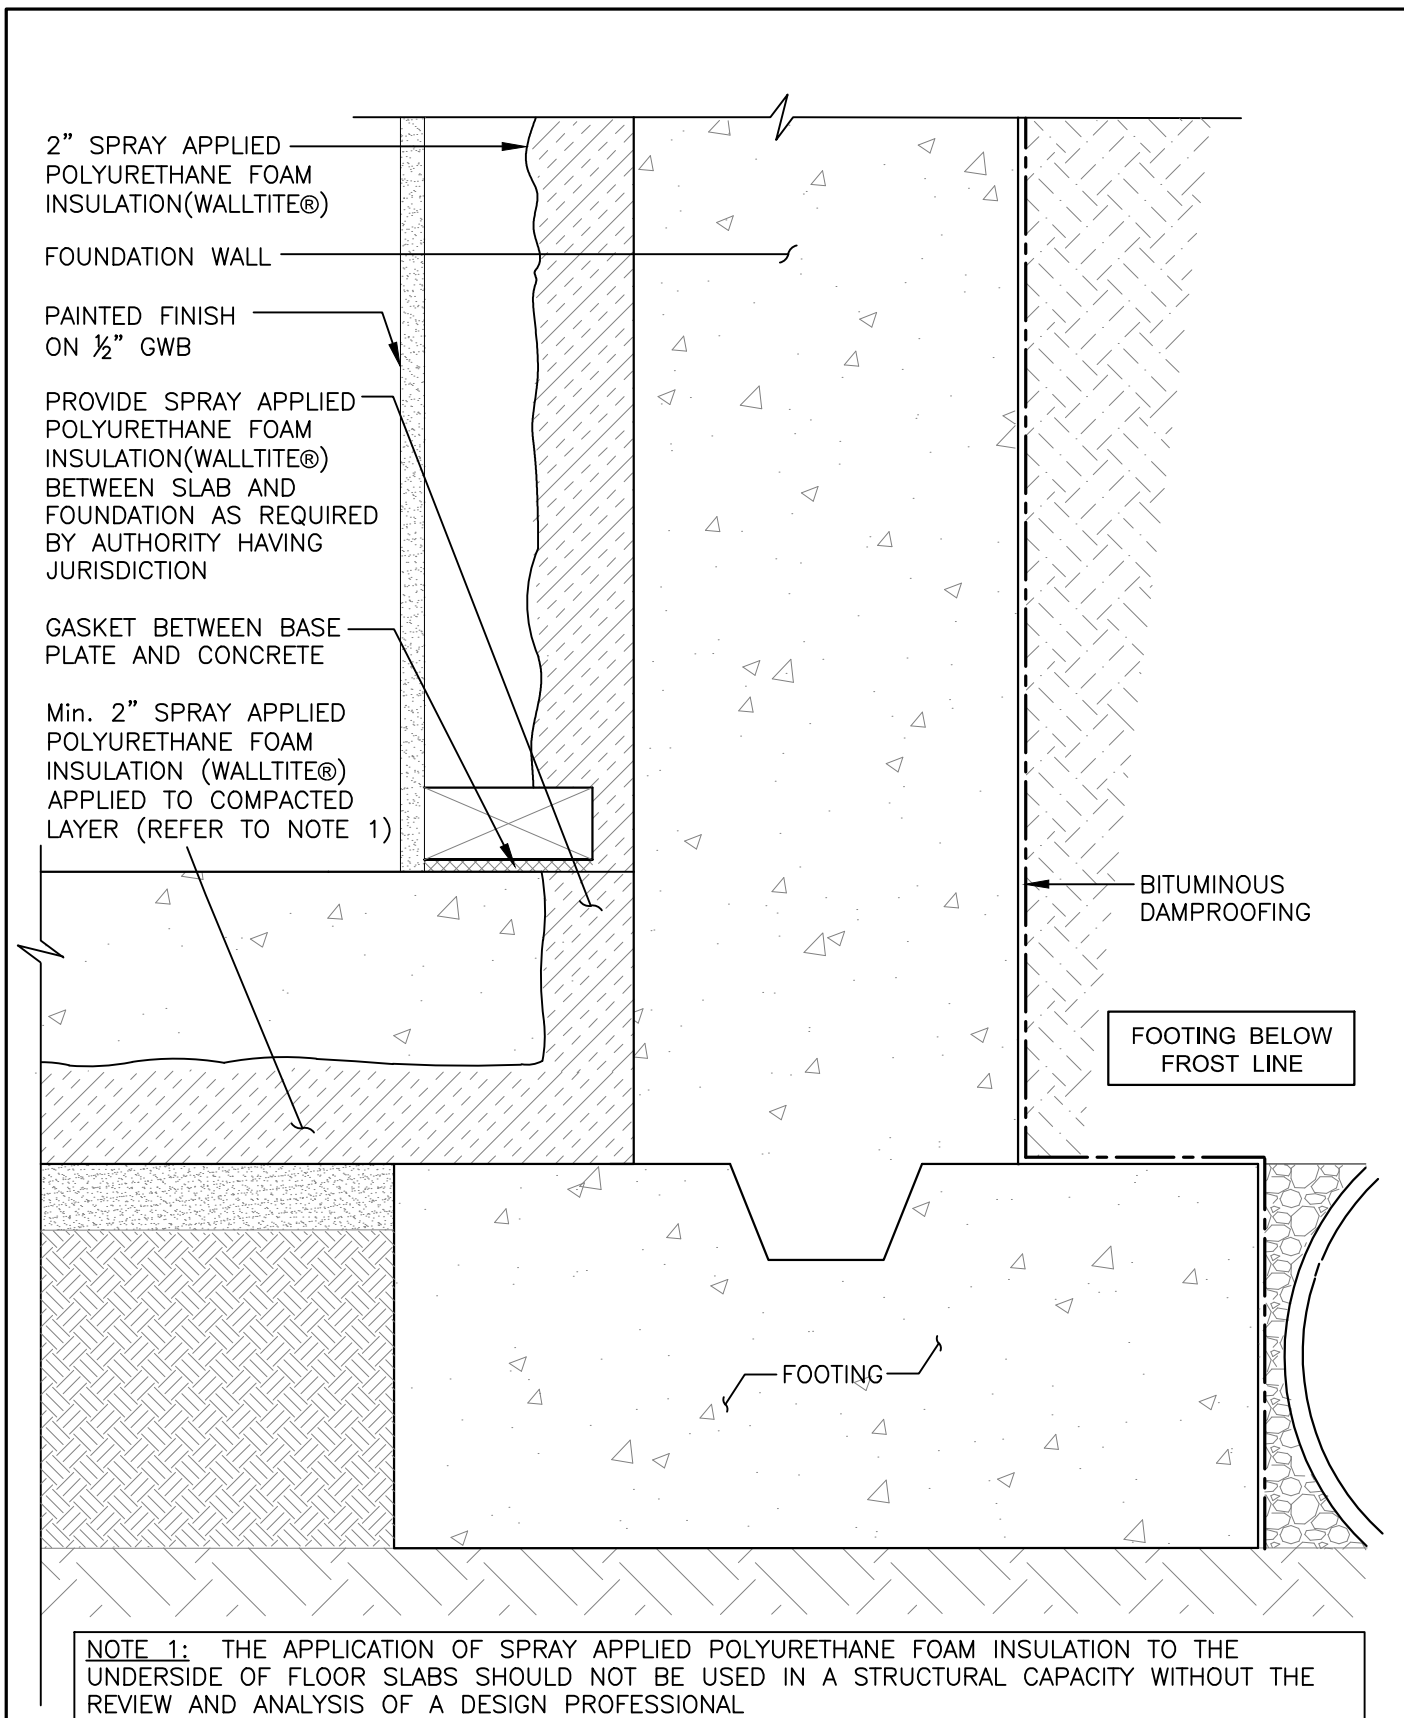 2” SPRAY APPLIED
POLYURETHANE FOAM
INSULATION(WALLTITE®)
FOUNDATION WALL
PAINTED FINISH
ON ½” GWB
PROVIDE SPRAY APPLIED
POLYURETHANE FOAM
INSULATION(WALLTITE®)
BETWEEN SLAB AND
FOUNDATION AS REQUIRED
BY AUTHORITY HAVING
JURISDICTION
GASKET BETWEEN BASE
PLATE AND CONCRETE
Min. 2” SPRAY APPLIED
POLYURETHANE FOAM
INSULATION (WALLTITE®)
APPLIED TO COMPACTED
LAYER (REFER TO NOTE 1)
BITUMINOUS
DAMPROOFING
FOOTING BELOW
FROST LINE
FOOTING
NOTE 1: THE APPLICATION OF SPRAY APPLIED POLYURETHANE FOAM INSULATION TO THE
UNDERSIDE OF FLOOR SLABS SHOULD NOT BE USED IN A STRUCTURAL CAPACITY WITHOUT THE
REVIEW AND ANALYSIS OF A DESIGN PROFESSIONAL